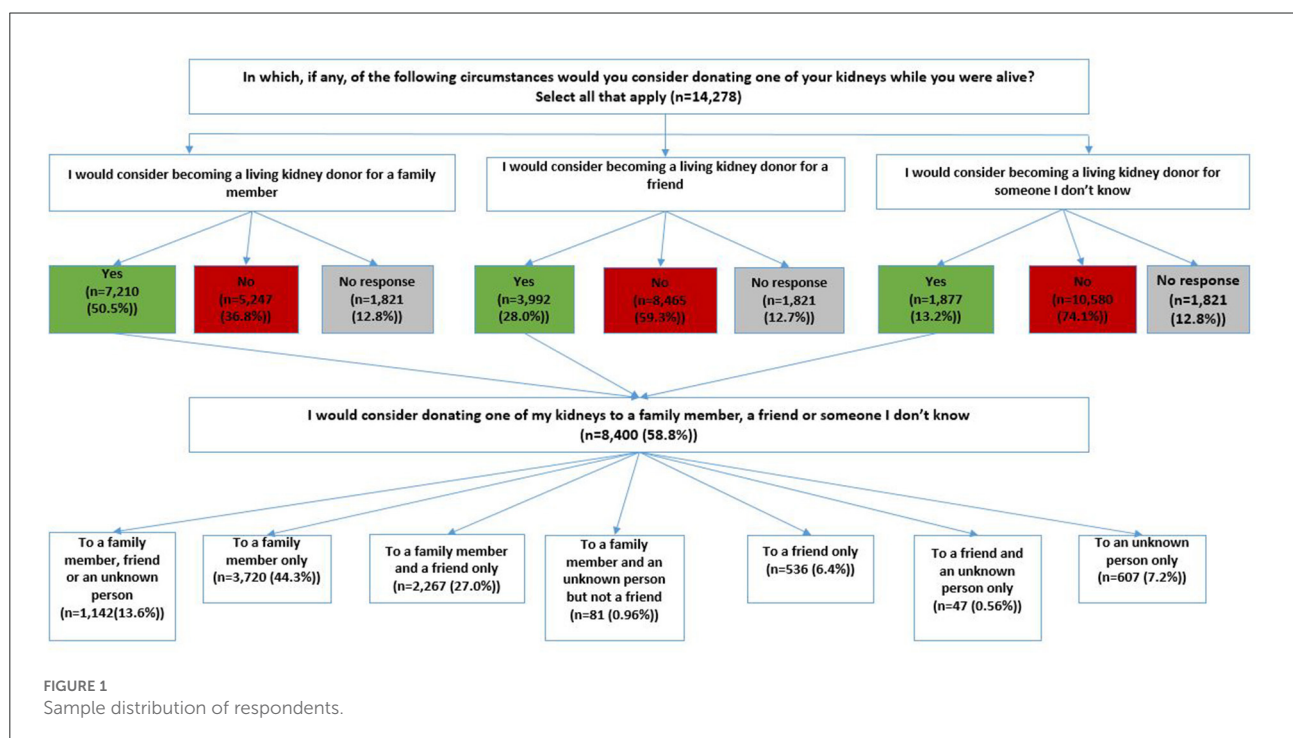 In which, if any, of the following circumstances would you consider donating one of your kidneys while you were alive?
Select all that apply (n=14,278)
I would consider becoming a living kidney donor for a family
member
I would consider becoming a living kidney donor for a
friend
I would consider becoming a living kidney donor for
someone I don't know
Yes
(n=7,210
(50.5%))
No
(n=5,247
(36.8%))
No response
(n=1,821
(12.8%))
Yes
(n=3,992
(28.0%))
No
(n=8,465
(59.3%))
No response
(n=1,821
(12.7%))
Yes
(n=1,877
(13.2%))
No
(n=10,580
(74.1%))
No response
(n=1,821
(12.8%))
I would consider donating one of my kidneys to a family member, a friend or someone I don't know
(n=8,400 (58.8%))
To a family
member, friend
or an unknown
person
(n=1,142(13.6%))
To a family
member only
(n=3,720 (44.3%))
To a family member
and a friend only
(n=2,267 (27.0%))
To a family
member and an
unknown person
but not a friend
(n=81 (0.96%))
To a friend only
(n=536 (6.4%))
To a friend and
an unknown
person only
(n=47 (0.56%))
To an unknown
person only
(n=607 (7.2%))
FIGURE 1
Sample distribution of respondents.